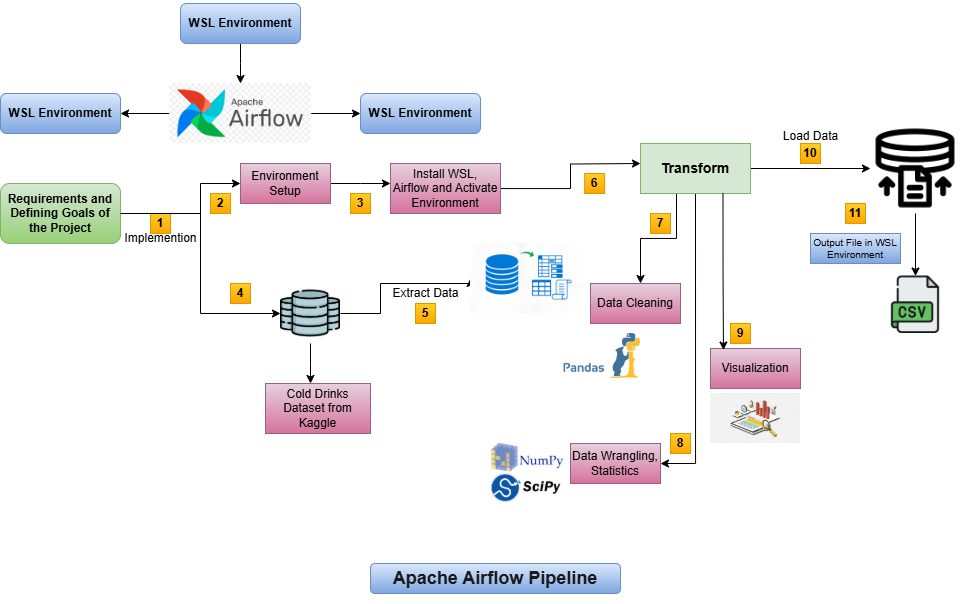 WSL Environment
WSL Environment
Apache
Airflow
WSL Environment
Requirements and
Defining Goals of
the Project
1
Implemention
2
Environment
Setup
3
Install WSL,
Airflow and Activate
Environment
6
Transform
Load Data
10
7
11
Output File in WSL
Environment
CSV
4
Extract Data
5
Data Cleaning
Pandas
9
Visualization
Cold Drinks
Dataset from
Kaggle
8
NumPy
SciPy
Data Wrangling,
Statistics
Apache Airflow Pipeline